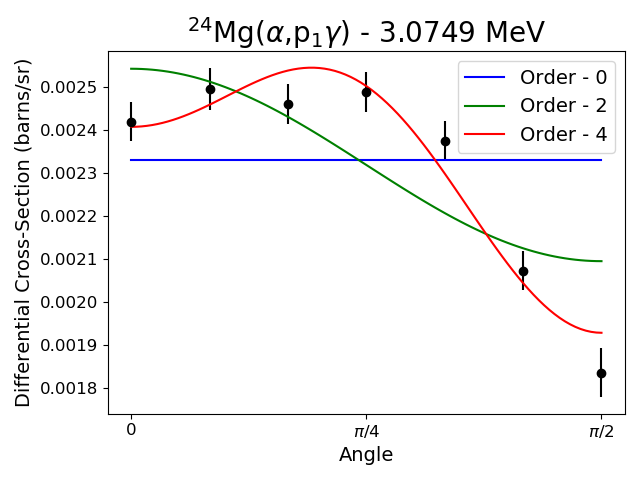 ²⁴Mg(α,p₁γ) - 3.0749 MeV
Differential Cross-Section (barns/sr)
0.0025
0.0024
0.0023
0.0022
0.0021
0.0020
0.0019
0.0018
Order - 0
Order - 2
Order - 4
0 π/4 π/2
Angle